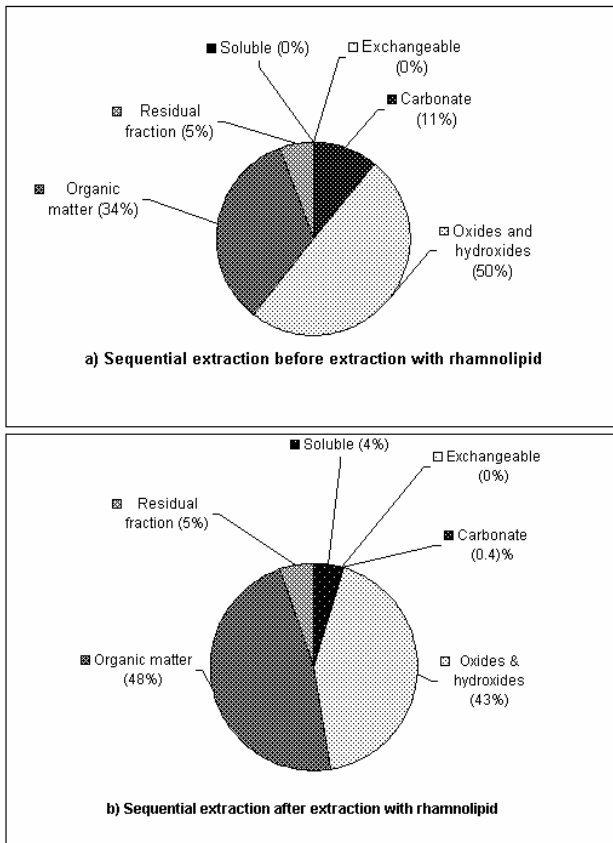 Soluble (0%)
Exchangeable
(0%)
Residual
fraction (5%)
Carbonate
(11%)
Organic
matter (34%)
Oxides and
hydroxides
(50%)
a) Sequential extraction before extraction with rhamnolipid
Soluble (4%)
Exchangeable
(0%)
Residual
fraction (5%)
Carbonate
(0.4)%
Organic matter
(48%)
Oxides &
hydroxides
(43%)
b) Sequential extraction after extraction with rhamnolipid